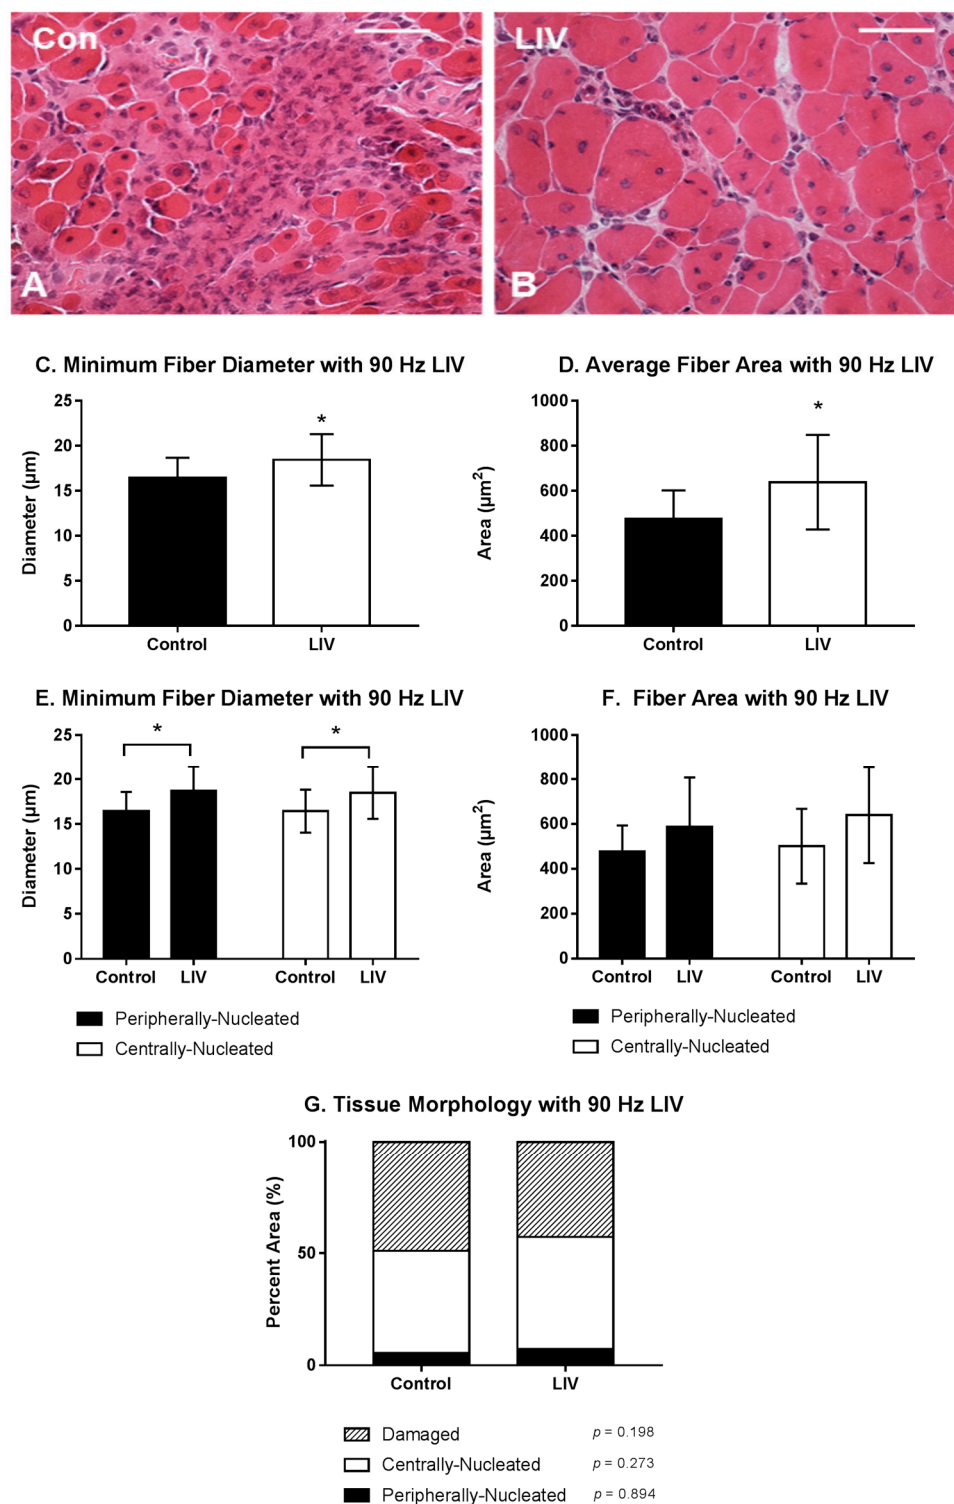 Con
LIV
A
B
C. Minimum Fiber Diameter with 90 Hz LIV
25
20
15
10
5
0
Diameter (µm)
*
Control
LIV
D. Average Fiber Area with 90 Hz LIV
1000
800
600
400
200
0
Area (µm²)
*
Control
LIV
E. Minimum Fiber Diameter with 90 Hz LIV
25
20
15
10
5
0
Diameter (µm)
*
*
Control
LIV
Control
LIV
Peripherally-Nucleated
Centrally-Nucleated
F. Fiber Area with 90 Hz LIV
1000
800
600
400
200
0
Area (µm²)
Control
LIV
Control
LIV
Peripherally-Nucleated
Centrally-Nucleated
G. Tissue Morphology with 90 Hz LIV
100
50
0
Percent Area (%)
Control
LIV
Damaged p = 0.198
Centrally-Nucleated p = 0.273
Peripherally-Nucleated p = 0.894